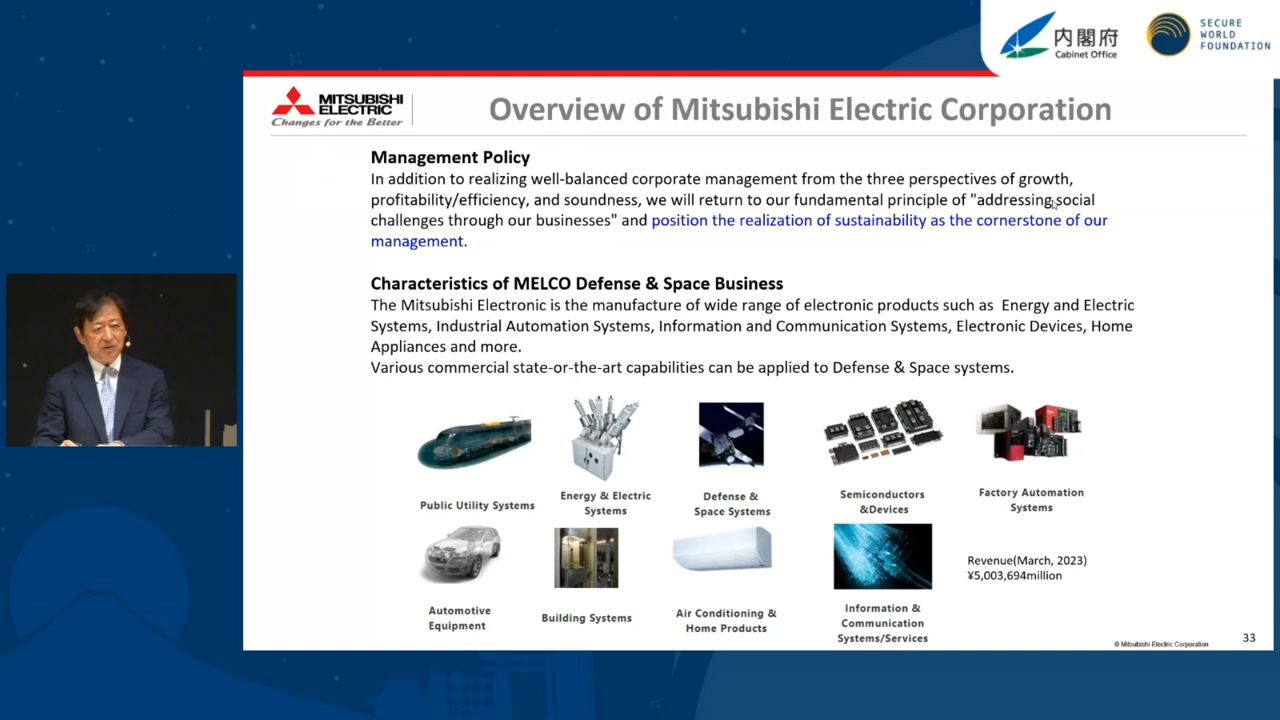 内閣府
Cabinet Office
SECURE
WORLD
FOUNDATION
MITSUBISHI
ELECTRIC
Changes for the Better
Overview of Mitsubishi Electric Corporation
Management Policy
In addition to realizing well-balanced corporate management from the three perspectives of growth,
profitability/efficiency, and soundness, we will return to our fundamental principle of "addressing social
challenges through our businesses" and position the realization of sustainability as the cornerstone of our
management.
Characteristics of MELCO Defense & Space Business
The Mitsubishi Electronic is the manufacture of wide range of electronic products such as Energy and Electric
Systems, Industrial Automation Systems, Information and Communication Systems, Electronic Devices, Home
Appliances and more.
Various commercial state-or-the-art capabilities can be applied to Defense & Space systems.
Public Utility Systems
Energy & Electric
Systems
Defense &
Space Systems
Semiconductors
&Devices
Factory Automation
Systems
Automotive
Equipment
Building Systems
Air Conditioning &
Home Products
Information &
Communication
Systems/Services
Revenue(March, 2023)
¥5,003,694million
© Mitsubishi Electric Corporation
33